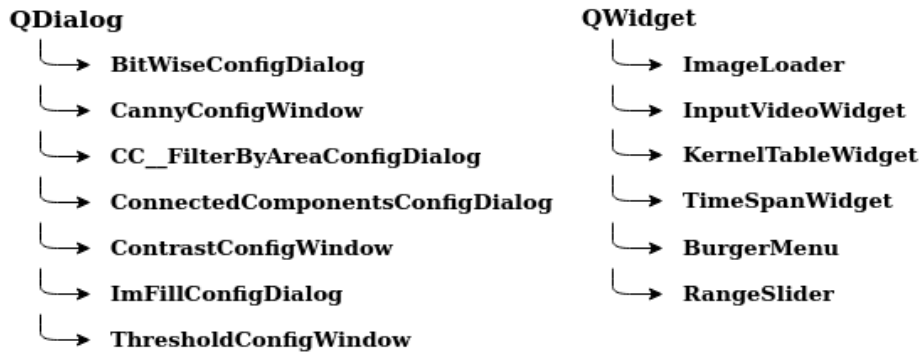 QDialog
BitWiseConfigDialog
CannyConfigWindow
CC__FilterByAreaConfigDialog
ConnectedComponentsConfigDialog
ContrastConfigWindow
ImFillConfigDialog
ThresholdConfigWindow
QWidget
ImageLoader
InputVideoWidget
KernelTableWidget
TimeSpanWidget
BurgerMenu
RangeSlider